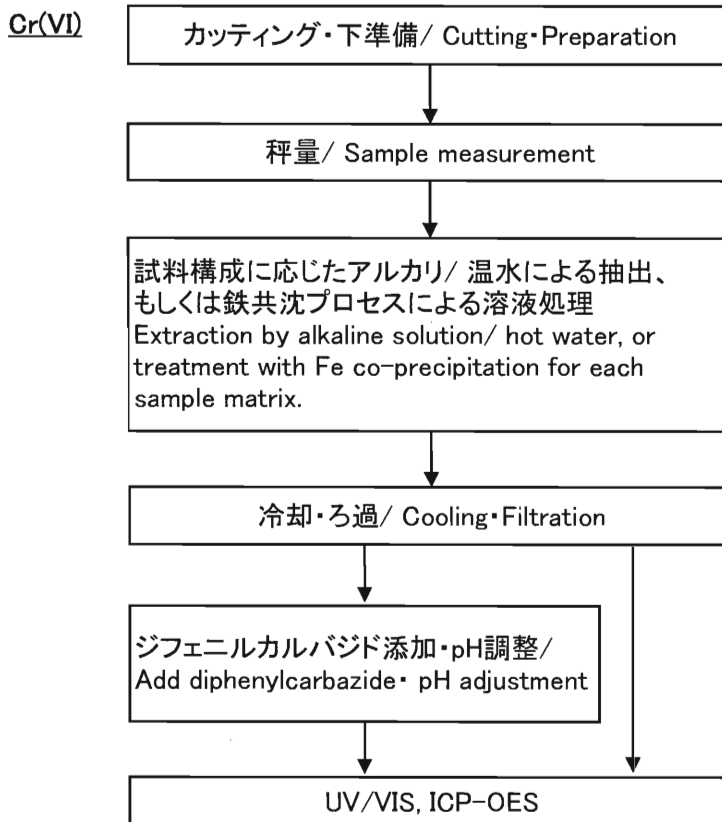 Cr(VI)
カッティング・下準備/ Cutting・Preparation
秤量/ Sample measurement
試料構成に応じたアルカリ/ 温水による抽出、
もしくは鉄共沈プロセスによる溶液処理
Extraction by alkaline solution/ hot water, or
treatment with Fe co-precipitation for each
sample matrix.
冷却・ろ過/ Cooling・Filtration
ジフェニルカルバジド添加・pH調整/
Add diphenylcarbazide・ pH adjustment
UV/VIS, ICP-OES